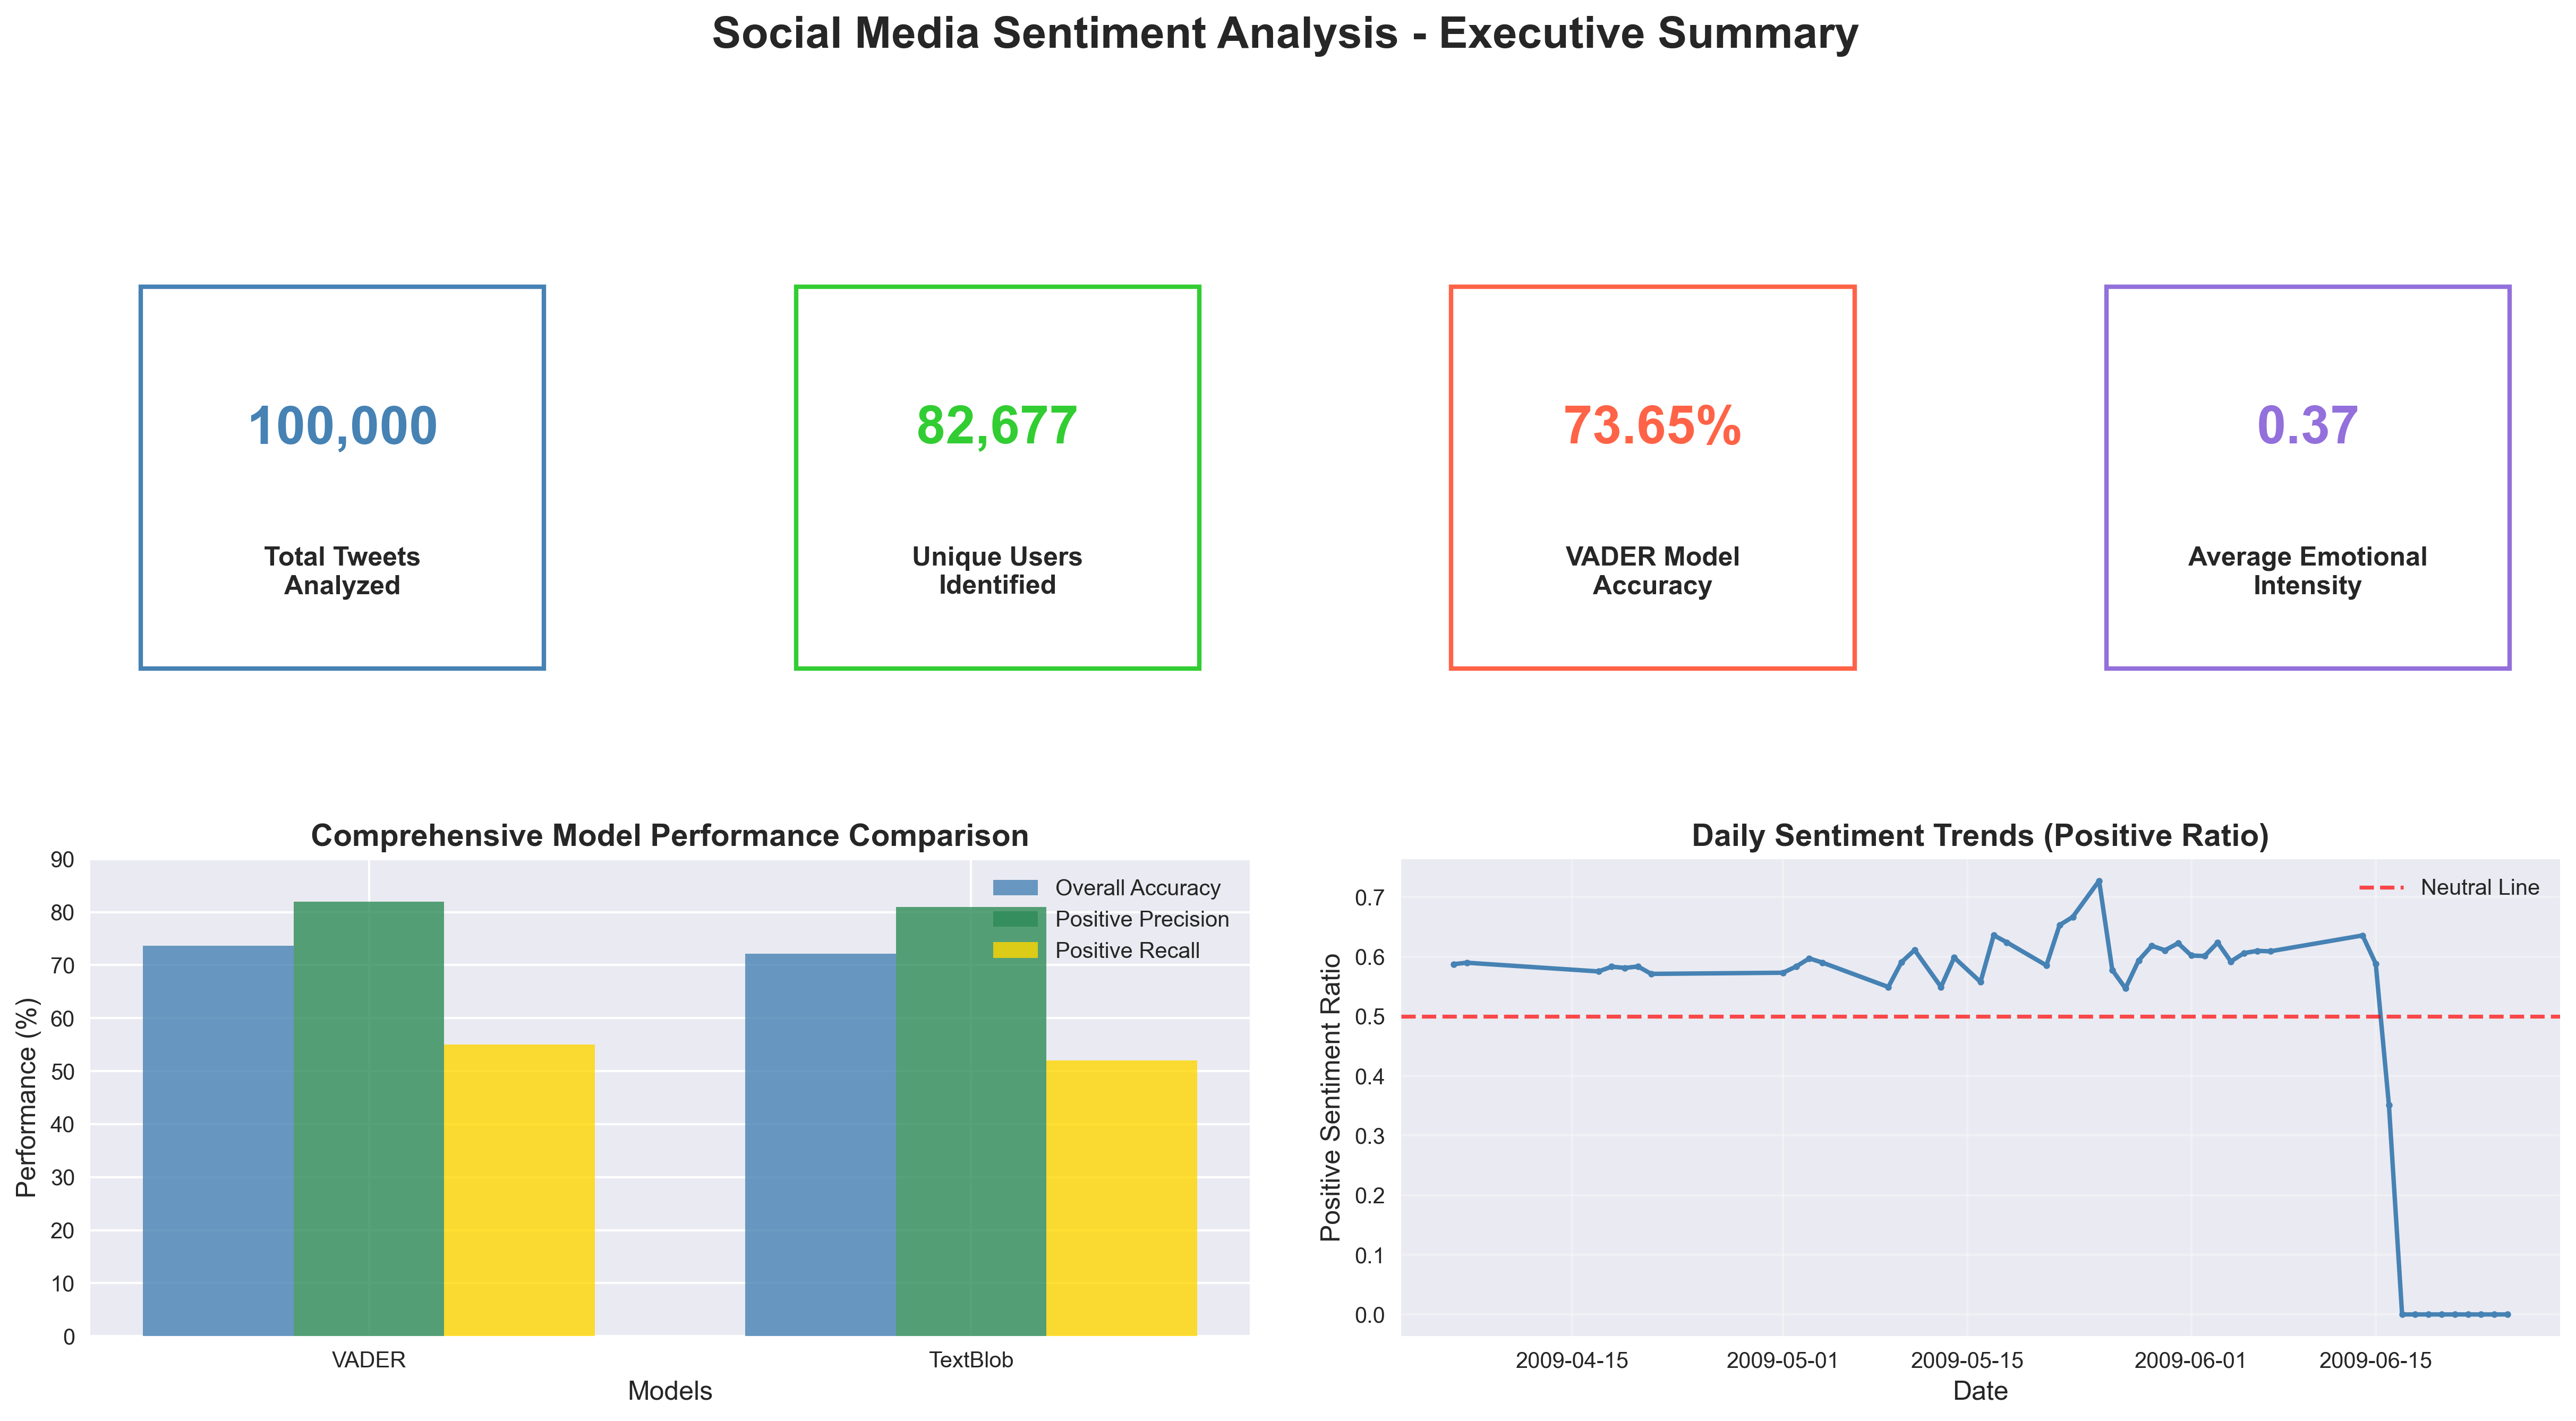 Social Media Sentiment Analysis - Executive Summary
100,000
Total Tweets
Analyzed
82,677
Unique Users
Identified
73.65%
VADER Model
Accuracy
0.37
Average Emotional
Intensity
Comprehensive Model Performance Comparison
Performance (%)
90
80
70
60
50
40
30
20
10
0
Overall Accuracy
Positive Precision
Positive Recall
VADER
TextBlob
Models
Daily Sentiment Trends (Positive Ratio)
Positive Sentiment Ratio
0.7
0.6
0.5
0.4
0.3
0.2
0.1
0.0
Neutral Line
2009-04-15
2009-05-01
2009-05-15
2009-06-01
2009-06-15
Date